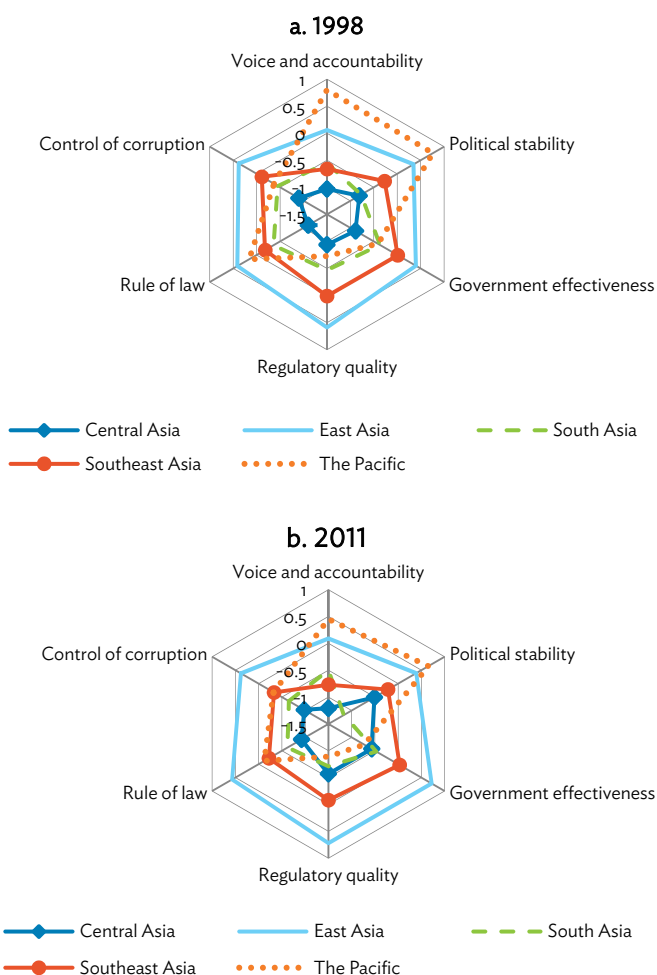 a. 1998
Voice and accountability
1
0.5
0
−0.5
−1
−1.5
Control of corruption
Political stability
Rule of law
Government effectiveness
Regulatory quality
Central Asia
East Asia
South Asia
Southeast Asia
The Pacific
b. 2011
Voice and accountability
1
0.5
0
−0.5
−1
−1.5
Control of corruption
Political stability
Rule of law
Government effectiveness
Regulatory quality
Central Asia
East Asia
South Asia
Southeast Asia
The Pacific